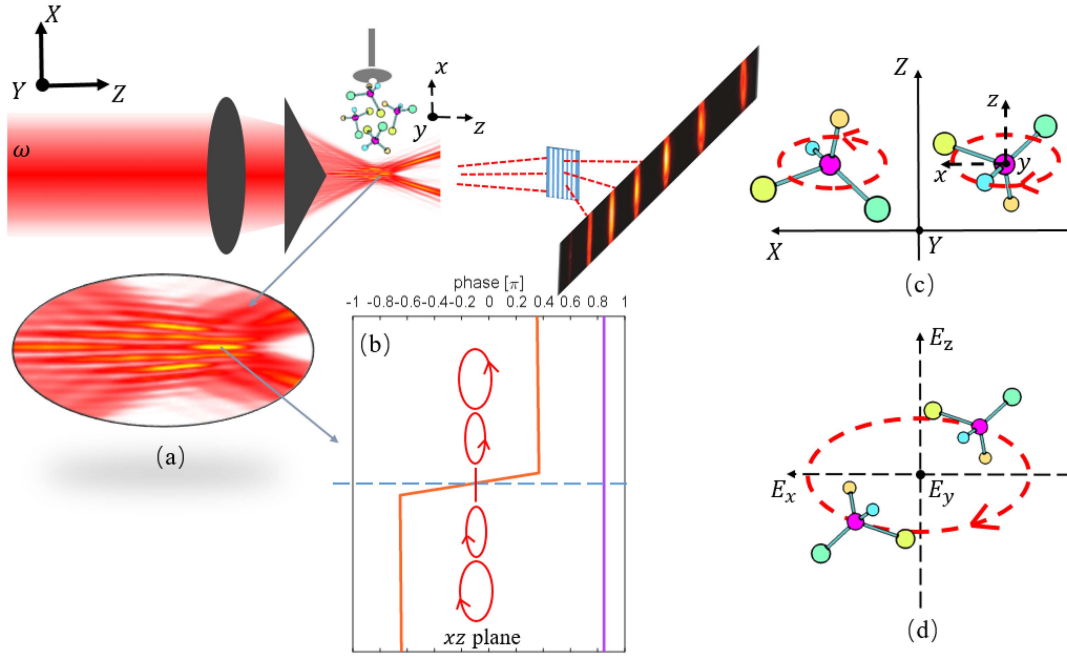 X
Y
Z
ω
x
y
z
(a)
phase [π]
-1 -0.8 -0.6 -0.4 -0.2 0 0.2 0.4 0.6 0.8 1
(b)
xz plane
Z
z
x
y
X
Y
(c)
E_z
E_x
E_y
(d)